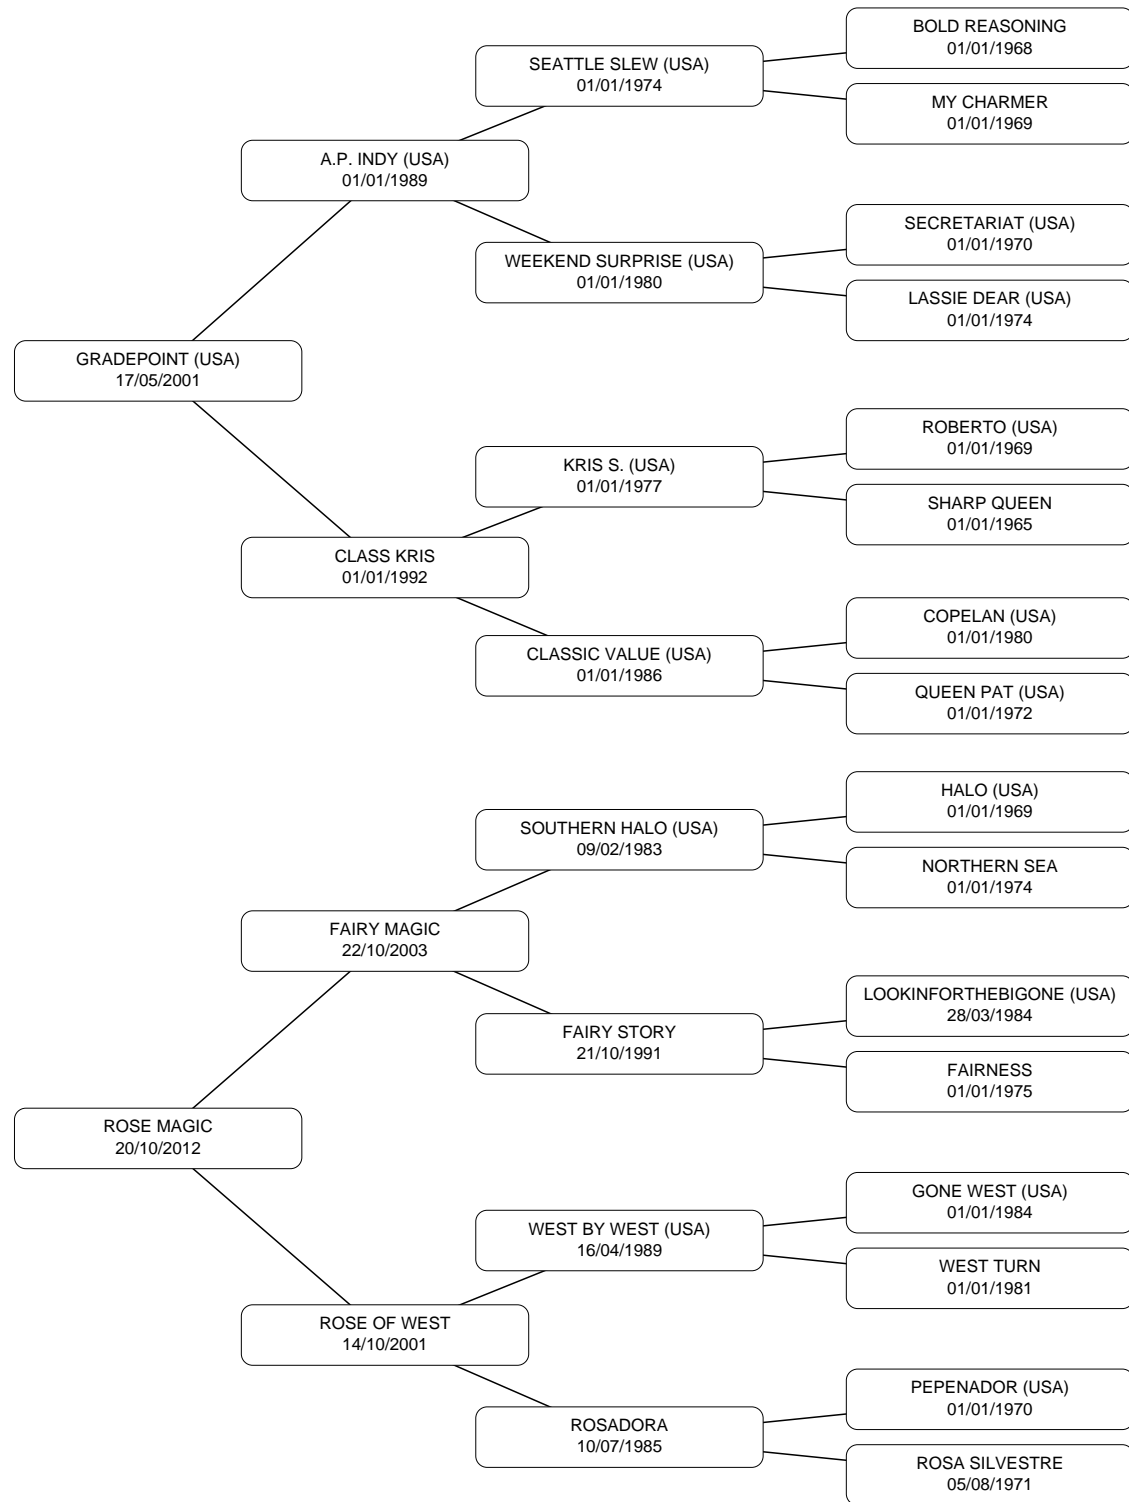 BOLD REASONING
01/01/1968
SEATTLE SLEW (USA)
01/01/1974
MY CHARMER
01/01/1969
A.P. INDY (USA)
01/01/1989
SECRETARIAT (USA)
01/01/1970
WEEKEND SURPRISE (USA)
01/01/1980
LASSIE DEAR (USA)
01/01/1974
GRADEPOINT (USA)
17/05/2001
ROBERTO (USA)
01/01/1969
KRIS S. (USA)
01/01/1977
SHARP QUEEN
01/01/1965
CLASS KRIS
01/01/1992
COPELAN (USA)
01/01/1980
CLASSIC VALUE (USA)
01/01/1986
QUEEN PAT (USA)
01/01/1972
HALO (USA)
01/01/1969
SOUTHERN HALO (USA)
09/02/1983
NORTHERN SEA
01/01/1974
FAIRY MAGIC
22/10/2003
LOOKINFORTHEBIGONE (USA)
28/03/1984
FAIRY STORY
21/10/1991
FAIRNESS
01/01/1975
ROSE MAGIC
20/10/2012
GONE WEST (USA)
01/01/1984
WEST BY WEST (USA)
16/04/1989
WEST TURN
01/01/1981
ROSE OF WEST
14/10/2001
PEPENADOR (USA)
01/01/1970
ROSADORA
10/07/1985
ROSA SILVESTRE
05/08/1971